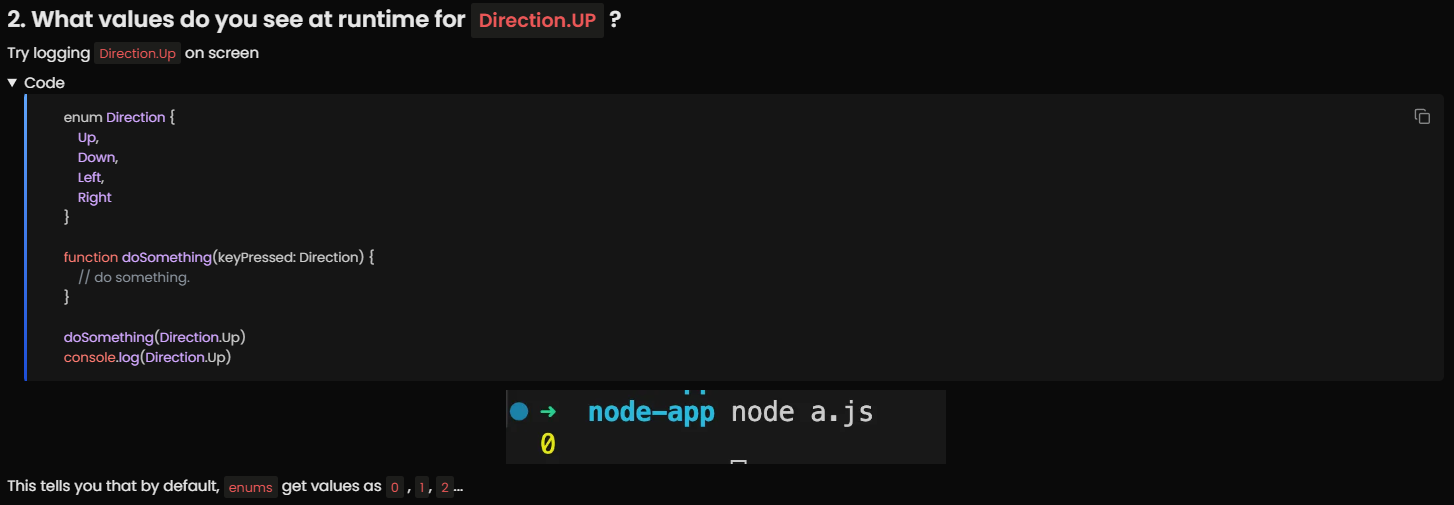 2. What values do you see at runtime for Direction.UP ?
Try logging Direction.Up on screen
▼ Code
enum Direction {
    Up,
    Down,
    Left,
    Right
}
function doSomething(keyPressed: Direction) {
    // do something.
}
doSomething(Direction.Up)
console.log(Direction.Up)
➜ node-app node a.js
0
This tells you that by default, enums get values as 0 , 1 , 2 ...